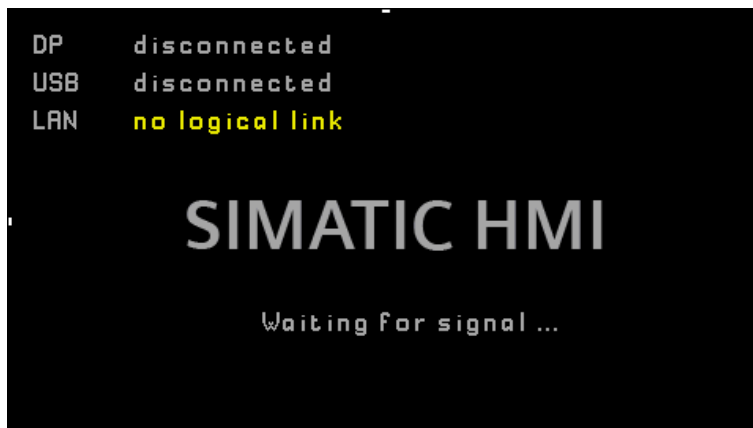 DP disconnected
USB disconnected
LAN no logical link
SIMATIC HMI
Waiting for signal ...